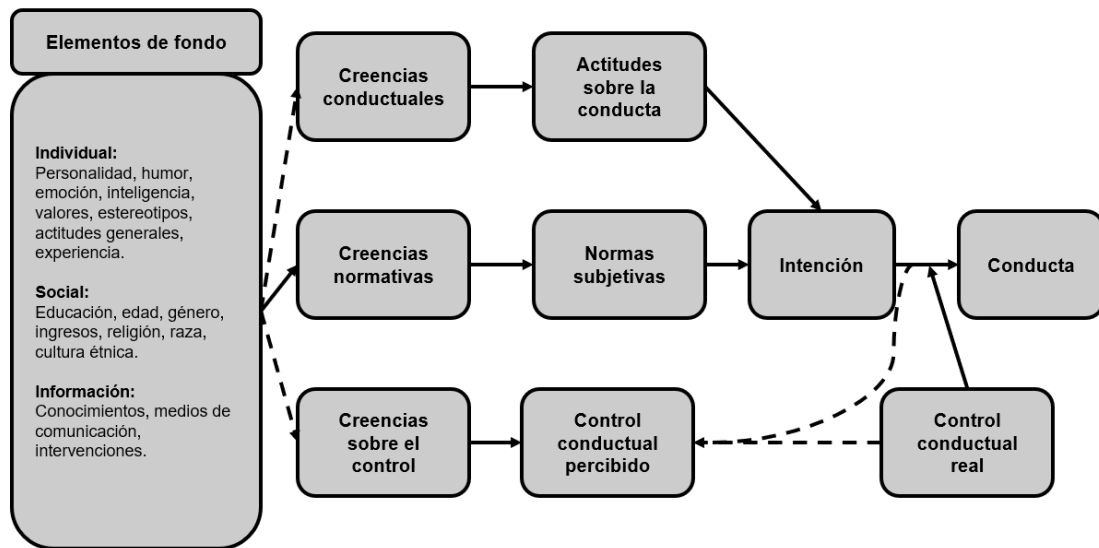 Elementos de fondo
Individual:
Personalidad, humor,
emoción, inteligencia,
valores, estereotipos,
actitudes generales,
experiencia.
Social:
Educación, edad, género,
ingresos, religión, raza,
cultura étnica.
Información:
Conocimientos, medios de
comunicación,
intervenciones.
Creencias
conductuales
Actitudes
sobre la
conducta
Creencias
normativas
Normas
subjetivas
Intención
Conducta
Creencias
sobre el
control
Control
conductual
percibido
Control
conductual
real